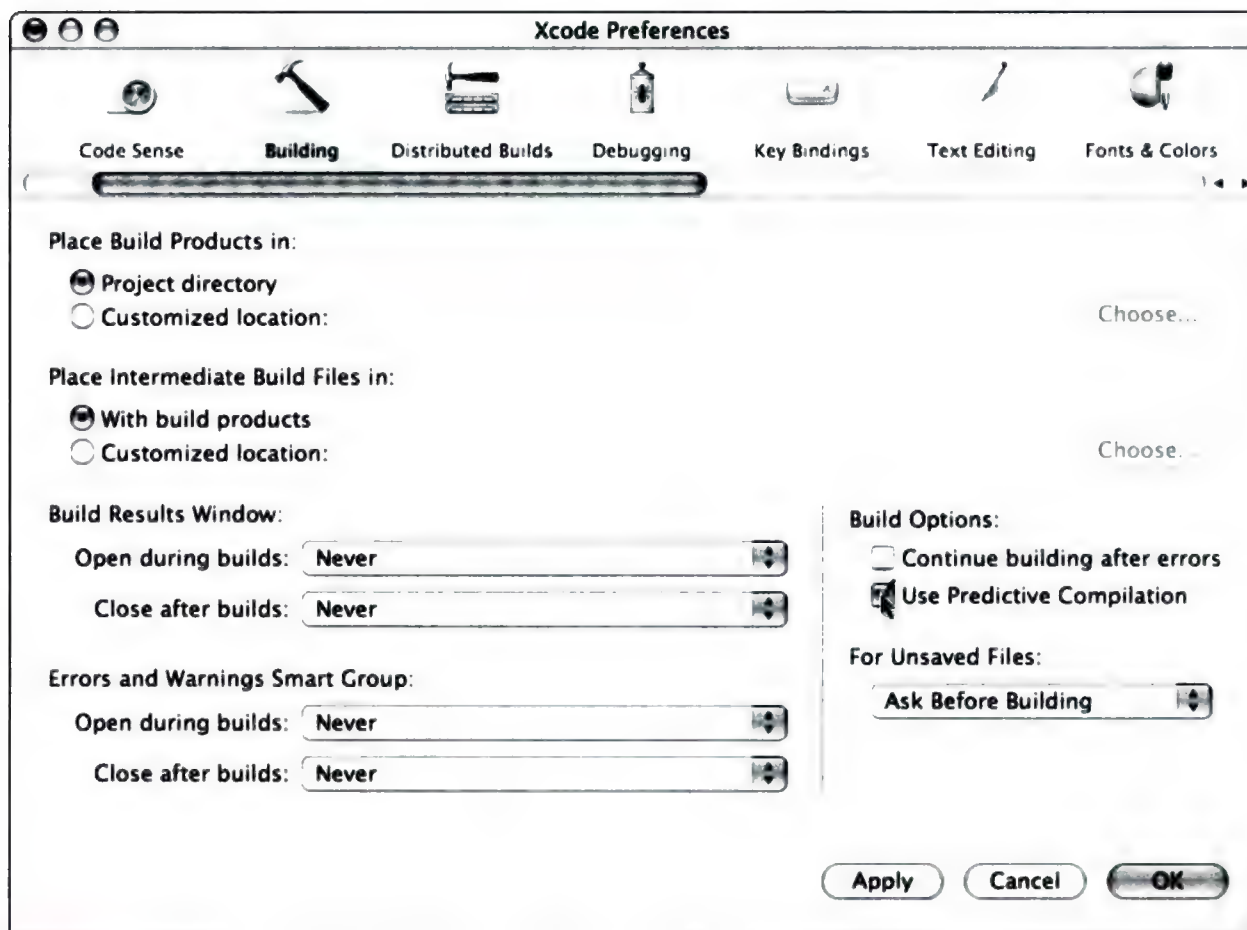 Xcode Preferences
Code Sense Building Distributed Builds Debugging Key Bindings Text Editing Fonts & Colors
Place Build Products in:
Project directory
Customized location:
Choose...
Place Intermediate Build Files in:
With build products
Customized location:
Choose...
Build Results Window:
Open during builds: Never
Close after builds: Never
Errors and Warnings Smart Group:
Open during builds: Never
Close after builds: Never
Build Options:
Continue building after errors
Use Predictive Compilation
For Unsaved Files:
Ask Before Building
Apply Cancel OK